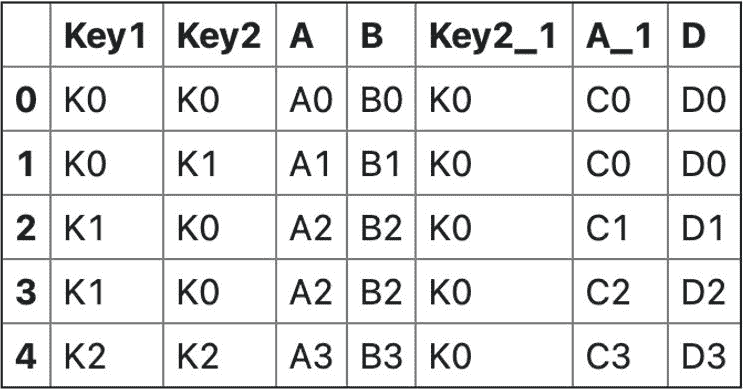 Key1 Key2 A B Key2_1 A_1 D
0 K0 K0 A0 B0 K0 C0 D0
1 K0 K1 A1 B1 K0 C0 D0
2 K1 K0 A2 B2 K0 C1 D1
3 K1 K0 A2 B2 K0 C2 D2
4 K2 K2 A3 B3 K0 C3 D3